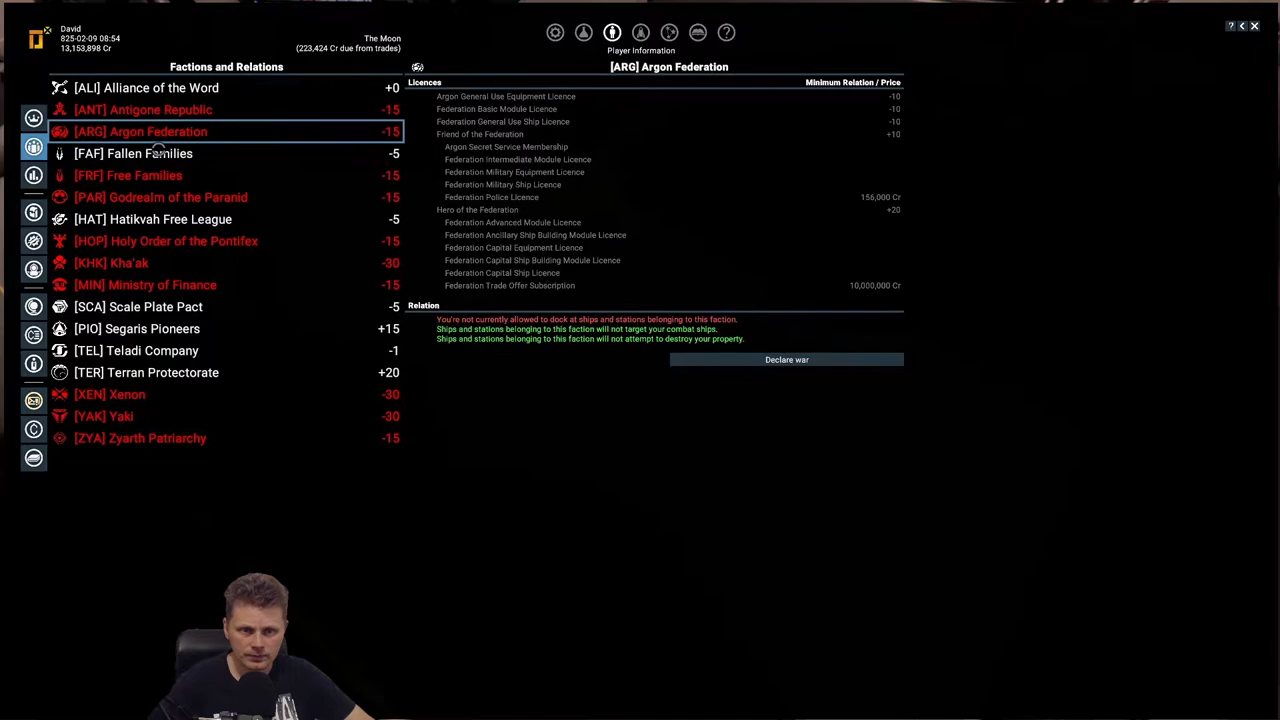 David
825-02-09 08:54
13,153,898 Cr
The Moon
(223,424 Cr due from trades)
Player Information
Factions and Relations
[ALI] Alliance of the Word +0
[ANT] Antigone Republic -15
[ARG] Argon Federation -15
[FAF] Fallen Families -5
[FRF] Free Families -15
[PAR] Godrealm of the Paranid -15
[HAT] Hatikvah Free League -5
[HOP] Holy Order of the Pontifex -15
[KHK] Kha'ak -30
[MIN] Ministry of Finance -15
[SCA] Scale Plate Pact -5
[PIO] Segaris Pioneers +15
[TEL] Teladi Company -1
[TER] Terran Protectorate +20
[XEN] Xenon -30
[YAK] Yaki -30
[ZYA] Zyarth Patriarchy -15
[ARG] Argon Federation
Licences Minimum Relation / Price
Argon General Use Equipment Licence -10
Federation Basic Module Licence -10
Federation General Use Ship Licence -10
Friend of the Federation +10
Argon Secret Service Membership
Federation Intermediate Module Licence
Federation Military Equipment Licence
Federation Military Ship Licence
Federation Police Licence 156,000 Cr
Hero of the Federation +20
Federation Advanced Module Licence
Federation Ancillary Ship Building Module Licence
Federation Capital Equipment Licence
Federation Capital Ship Building Module Licence
Federation Capital Ship Licence
Federation Trade Offer Subscription 10,000,000 Cr
Relation
You're not currently allowed to dock at ships and stations belonging to this faction.
Ships and stations belonging to this faction will not target your combat ships.
Ships and stations belonging to this faction will not attempt to destroy your property.
Declare war